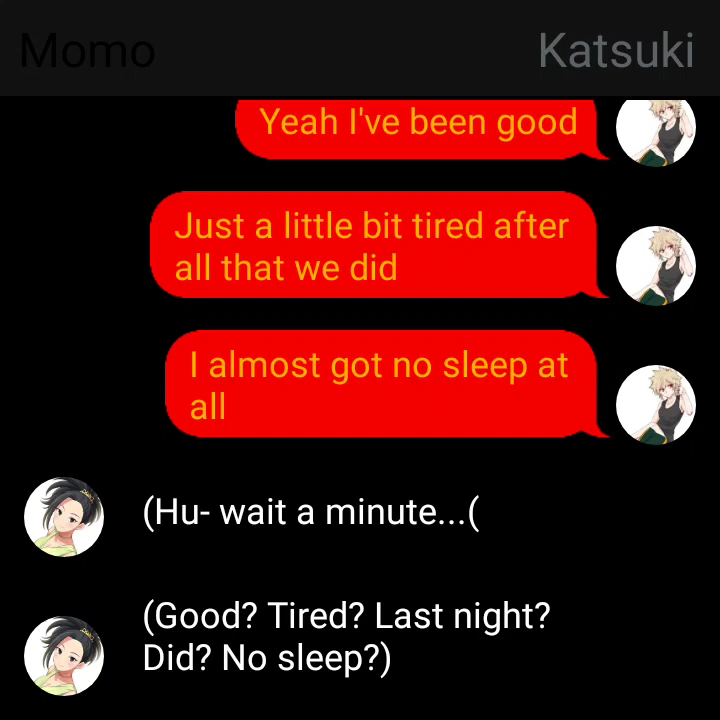 Momo
Katsuki
Yeah I've been good
Just a little bit tired after
all that we did
I almost got no sleep at
all
(Hu- wait a minute...(
(Good? Tired? Last night?
Did? No sleep?)